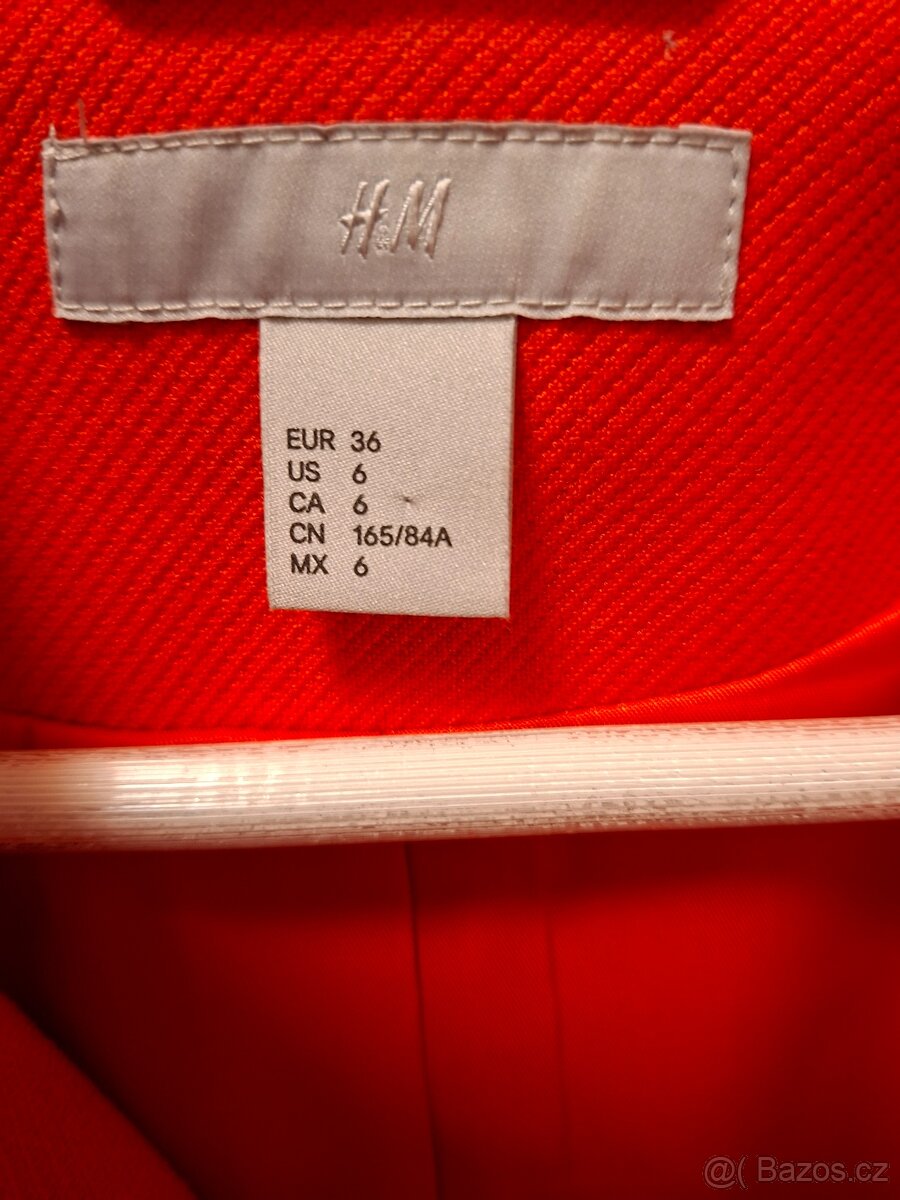 H&M
EUR 36
US 6
CA 6
CN 165/84A
MX 6
@( Bazos.cz